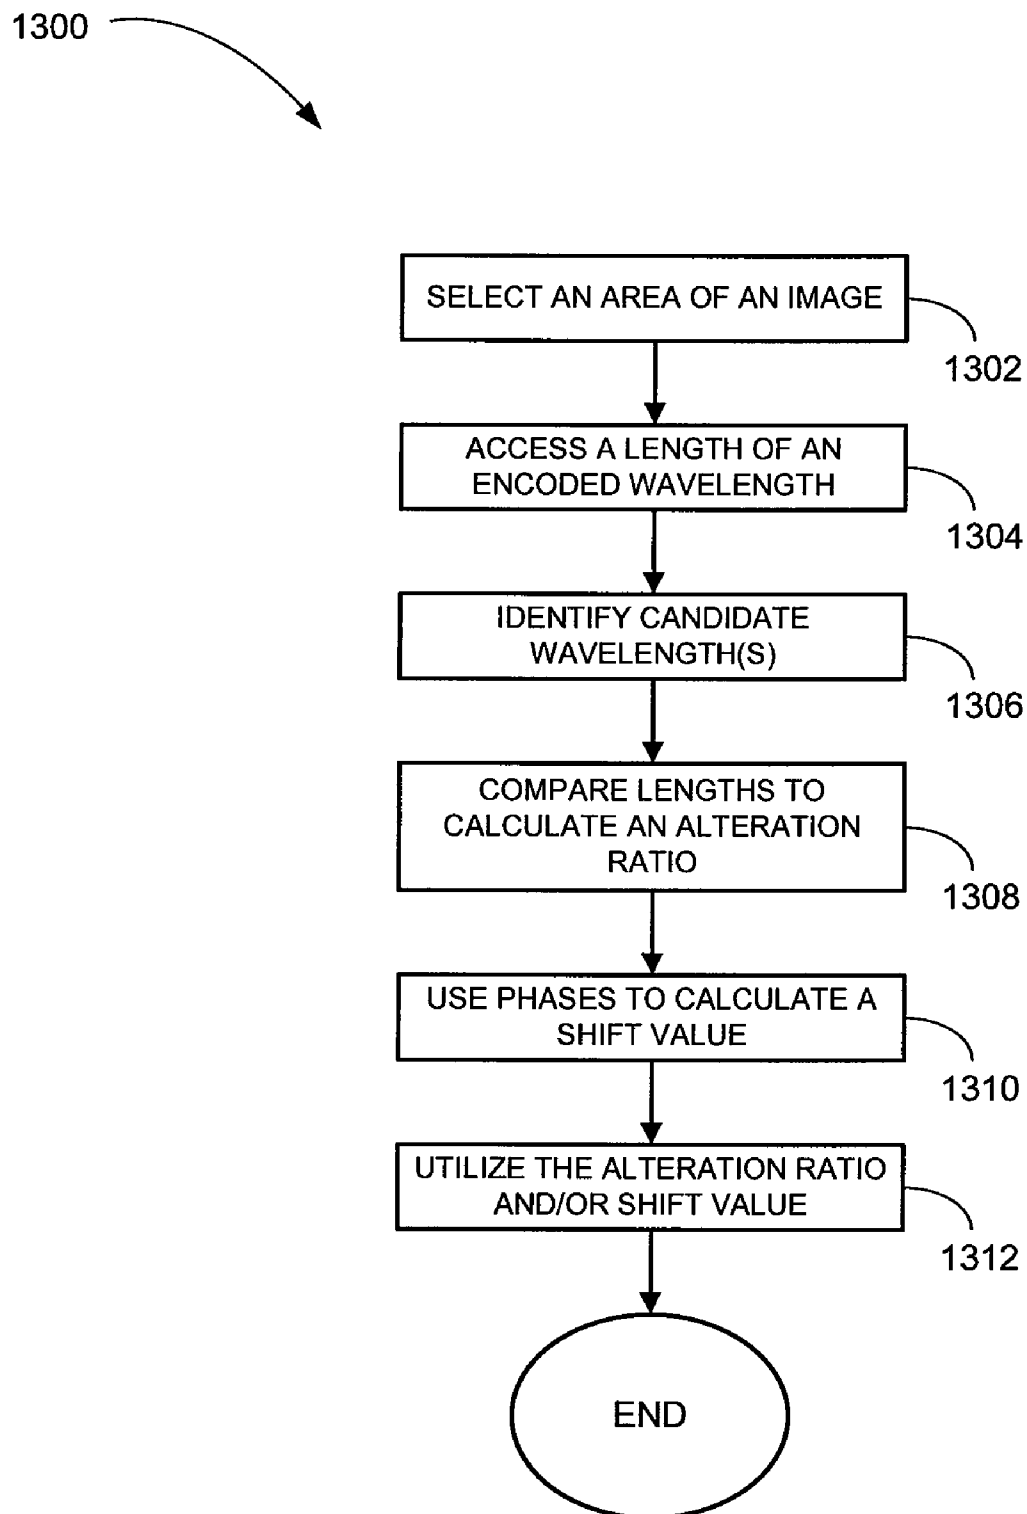 1300
SELECT AN AREA OF AN IMAGE
1302
ACCESS A LENGTH OF AN
ENCODED WAVELENGTH
1304
IDENTIFY CANDIDATE
WAVELENGTH(S)
1306
COMPARE LENGTHS TO
CALCULATE AN ALTERATION
RATIO
1308
USE PHASES TO CALCULATE A
SHIFT VALUE
1310
UTILIZE THE ALTERATION RATIO
AND/OR SHIFT VALUE
1312
END